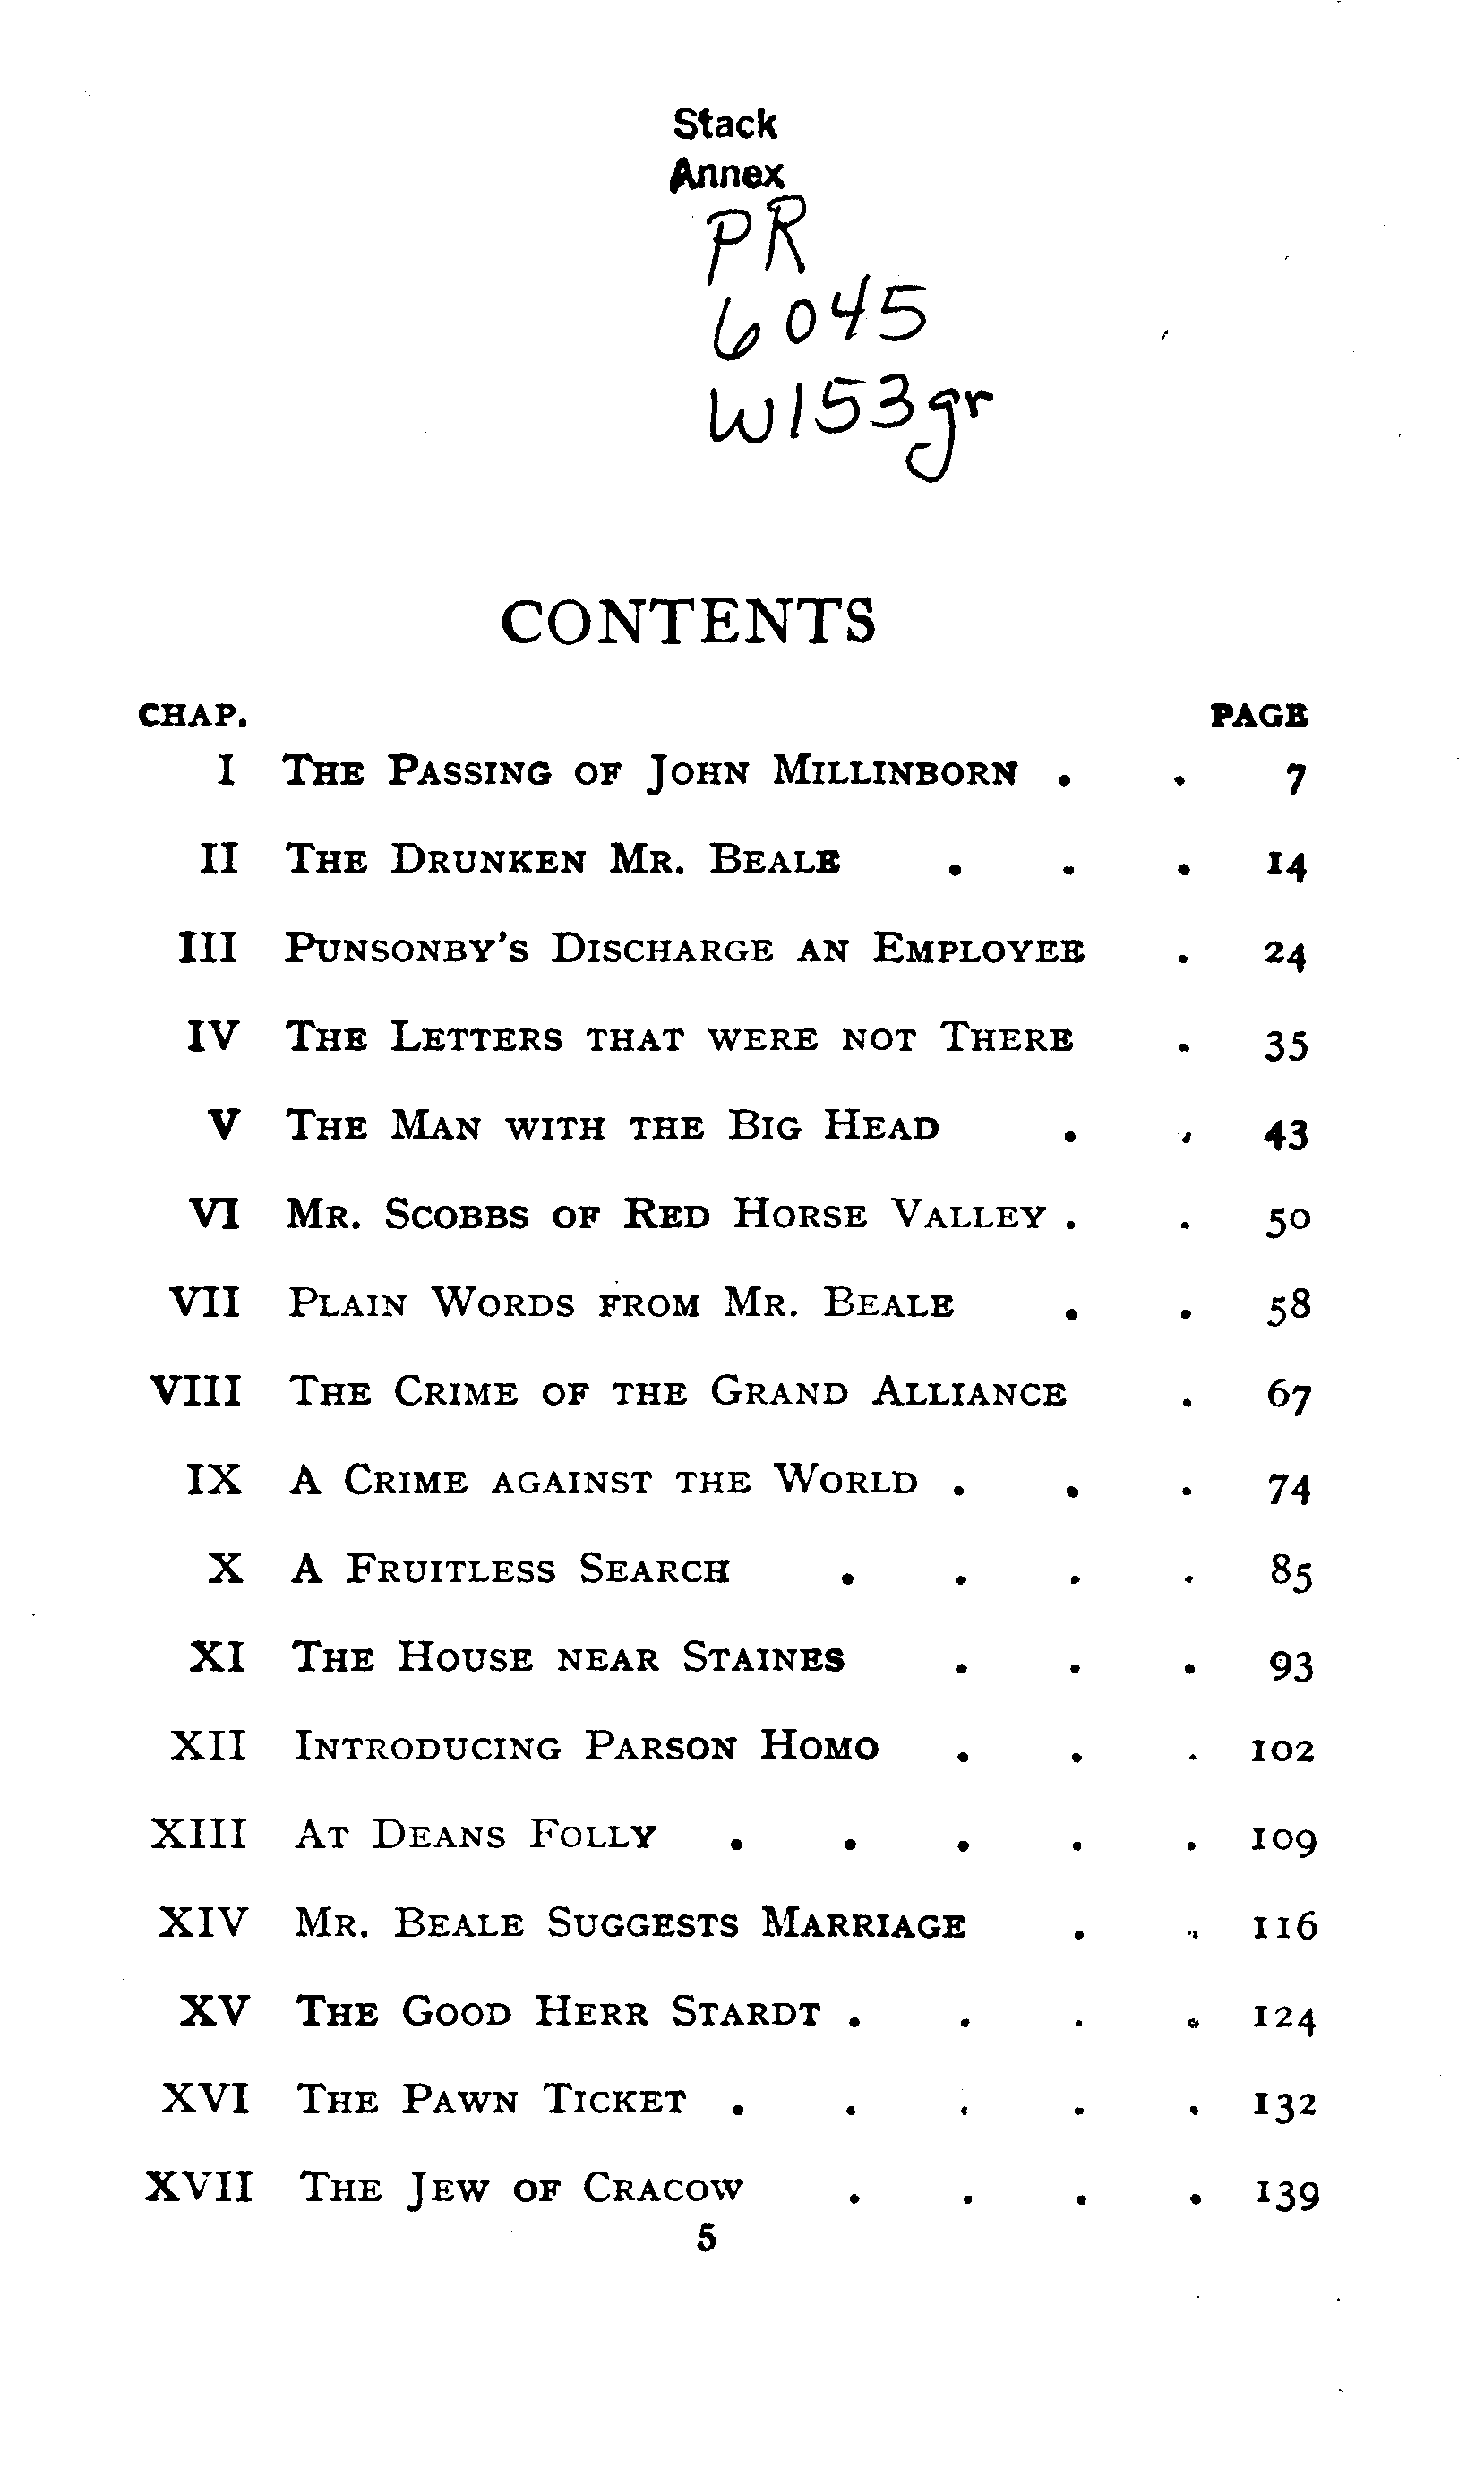 Stack
Annex
PR
6045
W153gr
CONTENTS
CHAP. PAGE
I THE PASSING OF JOHN MILLINBORN . . 7
II THE DRUNKEN MR. BEALE . . . 14
III PUNSONBY'S DISCHARGE AN EMPLOYEE . 24
IV THE LETTERS THAT WERE NOT THERE . 35
V THE MAN WITH THE BIG HEAD . . 43
VI MR. SCOBBS OF RED HORSE VALLEY . . 50
VII PLAIN WORDS FROM MR. BEALE . . 58
VIII THE CRIME OF THE GRAND ALLIANCE . 67
IX A CRIME AGAINST THE WORLD . . . 74
X A FRUITLESS SEARCH . . . . 85
XI THE HOUSE NEAR STAINES . . . 93
XII INTRODUCING PARSON HOMO . . . 102
XIII AT DEANS FOLLY . . . . . 109
XIV MR. BEALE SUGGESTS MARRIAGE . . 116
XV THE GOOD HERR STARDT . . . . 124
XVI THE PAWN TICKET . . . . . 132
XVII THE JEW OF CRACOW . . . . 139
5